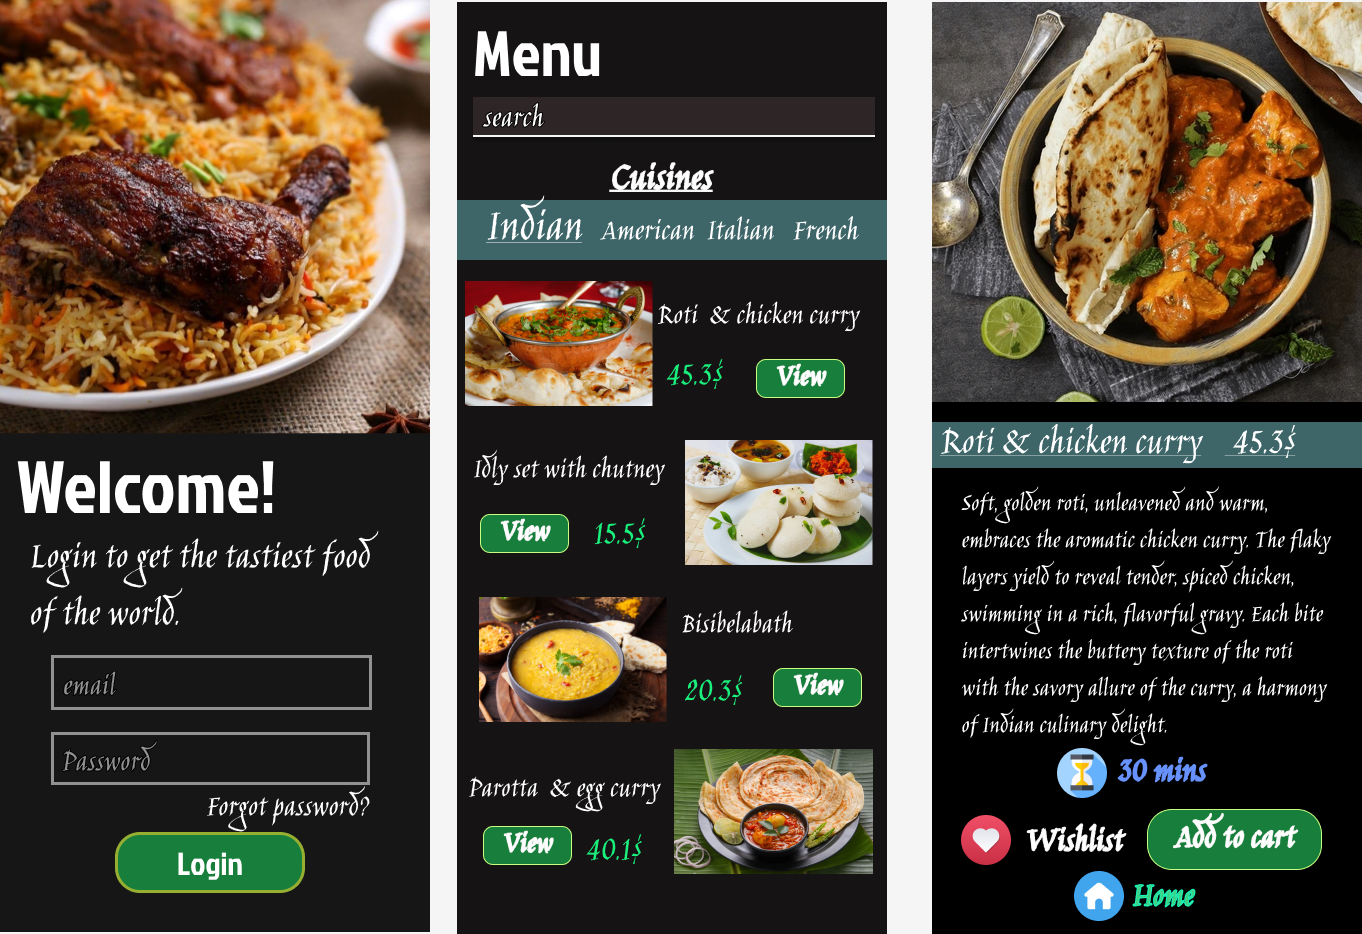 Welcome!
Login to get the tastiest food
of the world.
email
Password
Forgot password?
Login
Menu
search
Cuisines
Indian American Italian French
Roti & chicken curry
45.3$ View
Idly set with chutney
View 15.5$
Bisibelabath
20.3$ View
Parotta & egg curry
View 40.1$
Roti & chicken curry 45.3$
Soft, golden roti, unleavened and warm,
embraces the aromatic chicken curry. The flaky
layers yield to reveal tender, spiced chicken,
swimming in a rich, flavorful gravy. Each bite
intertwines the buttery texture of the roti
with the savory allure of the curry, a harmony
of Indian culinary delight.
30 mins
Wishlist Add to cart
Home